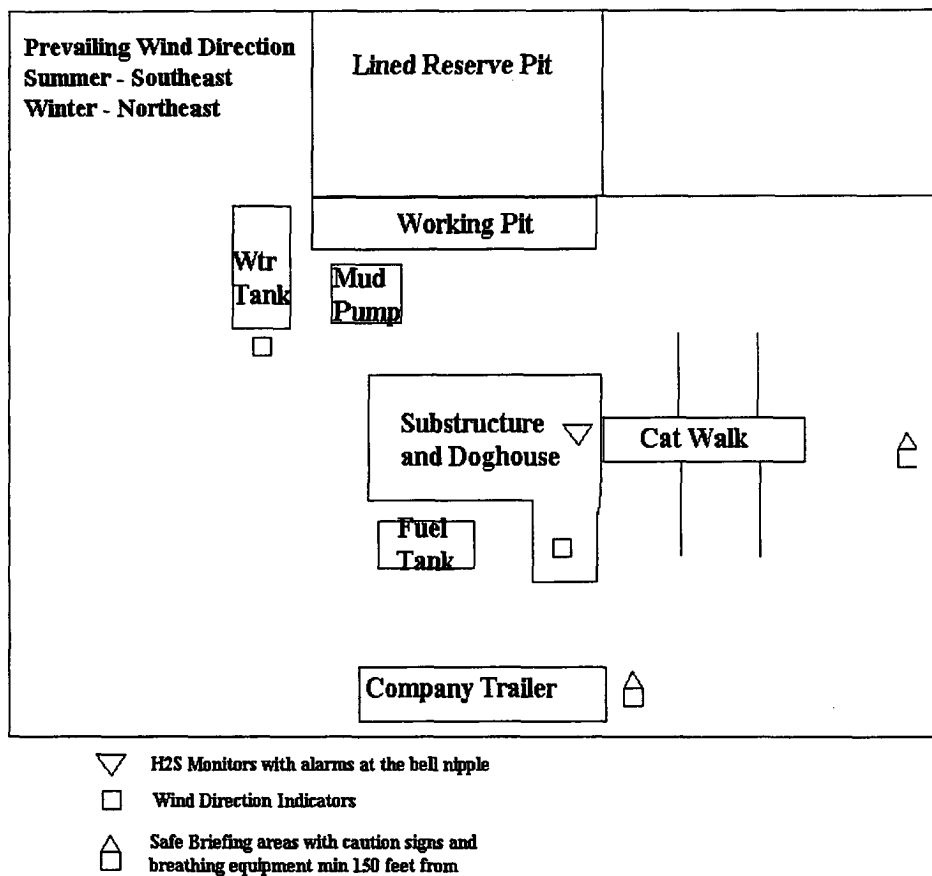 Prevailing Wind Direction
Summer - Southeast
Winter - Northeast
Lined Reserve Pit
Working Pit
Wtr
Tank
Mud
Pump
Substructure
and Doghouse
Cat Walk
Fuel
Tank
Company Trailer
H2S Monitors with alarms at the bell nipple
Wind Direction Indicators
Safe Briefing areas with caution signs and
breathing equipment min 150 feet from